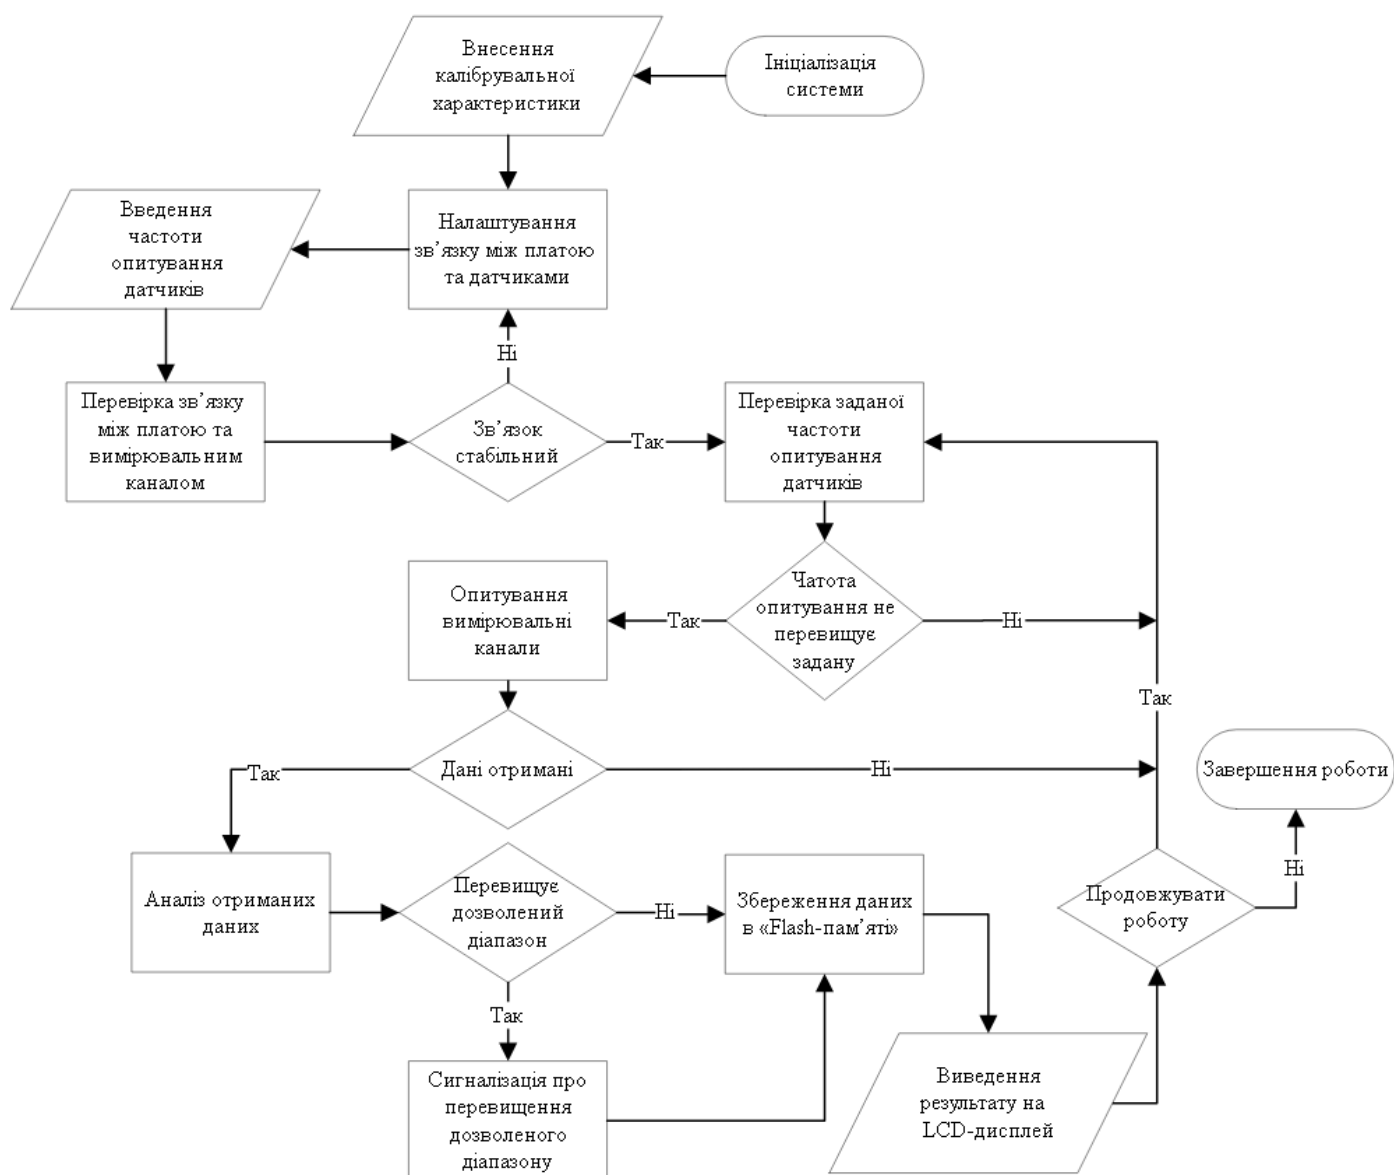 Внесення
калібрувальної
характеристики
Ініціалізація
системи
Введення
частоти
опитування
датчиків
Налаштування
зв’язку між платою
та датчиками
Ні
Перевірка зв’язку
між платою та
вимірювальним
каналом
Зв’язок
стабільний
Так
Перевірка заданої
частоти
опитування
датчиків
Опитування
вимірювальні
канали
Так
Чатота
опитування не
перевищує
задану
Ні
Так
Так
Дані отримані
Ні
Завершення роботи
Ні
Аналіз отриманих
даних
Перевищує
дозволений
діапазон
Ні
Збереження даних
в «Flash-пам’яті»
Продовжувати
роботу
Так
Сигналізація про
перевищення
дозволеного
діапазону
Виведення
результату на
LCD-дисплей